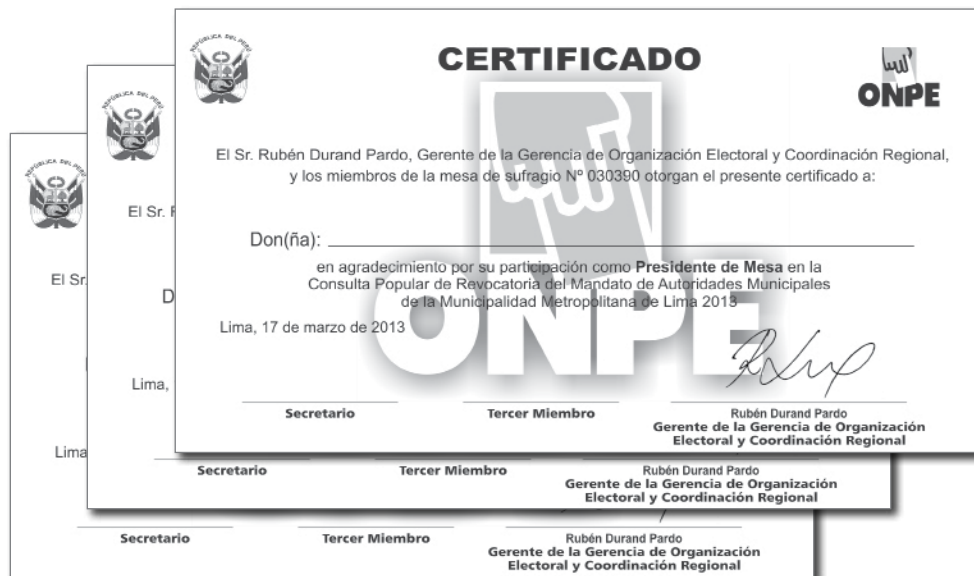 REPÚBLICA DEL PERÚ
CERTIFICADO
ONPE
El Sr. Rubén Durand Pardo, Gerente de la Gerencia de Organización Electoral y Coordinación Regional,
y los miembros de la mesa de sufragio Nº 030390 otorgan el presente certificado a:
Don(ña):
en agradecimiento por su participación como Presidente de Mesa en la
Consulta Popular de Revocatoria del Mandato de Autoridades Municipales
de la Municipalidad Metropolitana de Lima 2013
Lima, 17 de marzo de 2013
ONPE
Secretario
Tercer Miembro
Rubén Durand Pardo
Gerente de la Gerencia de Organización
Electoral y Coordinación Regional
REPÚBLICA DEL PERÚ
El Sr.
D
Lima,
Secretario
Tercer Miembro
Rubén Durand Pardo
Gerente de la Gerencia de Organización
Electoral y Coordinación Regional
REPÚBLICA DEL PERÚ
El Sr.
Lima
Secretario
Tercer Miembro
Rubén Durand Pardo
Gerente de la Gerencia de Organización
Electoral y Coordinación Regional